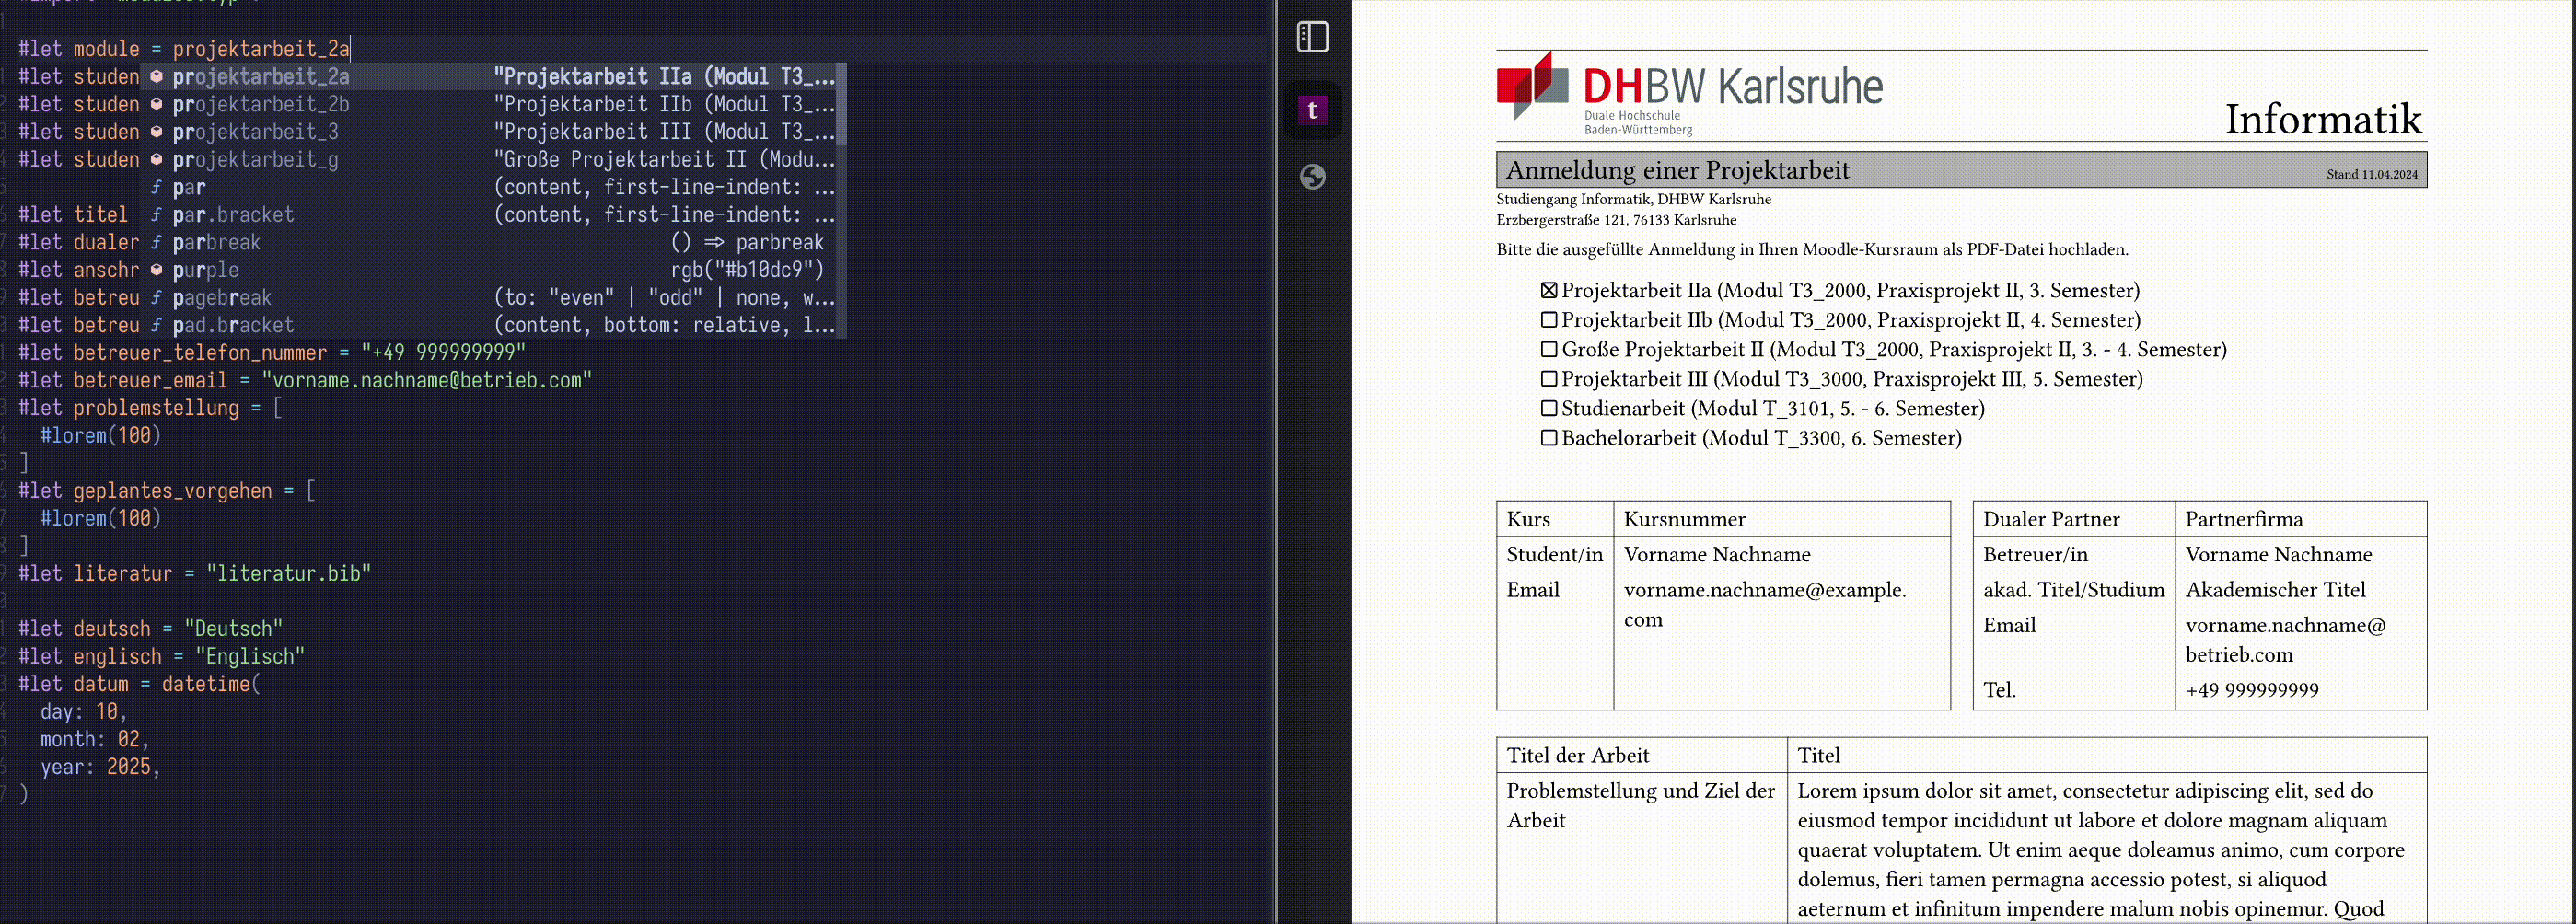 #let module = projektarbeit_2a
#let studen projektarbeit_2a "Projektarbeit IIa (Modul T3_...
#let studen projektarbeit_2b "Projektarbeit IIb (Modul T3_...
#let studen projektarbeit_3 "Projektarbeit III (Modul T3_...
#let studen projektarbeit_g "Große Projektarbeit II (Modu...
f par (content, first-line-indent: ...
#let titel f par.bracket (content, first-line-indent: ...
#let dualer f parbreak () => parbreak
#let anschr purple rgb("#b10dc9")
#let betreu f pagebreak (to: "even" | "odd" | none, w...
#let betreu f pad.bracket (content, bottom: relative, l...
#let betreuer_telefon_nummer = "+49 999999999"
#let betreuer_email = "vorname.nachname@betrieb.com"
#let problemstellung = [
#lorem(100)
]
#let geplantes_vorgehen = [
#lorem(100)
]
#let literatur = "literatur.bib"
#let deutsch = "Deutsch"
#let englisch = "Englisch"
#let datum = datetime(
day: 10,
month: 02,
year: 2025,
)
t
DHBW Karlsruhe
Duale Hochschule
Baden-Württemberg
Informatik
Anmeldung einer Projektarbeit Stand 11.04.2024
Studiengang Informatik, DHBW Karlsruhe
Erzbergerstraße 121, 76133 Karlsruhe
Bitte die ausgefüllte Anmeldung in Ihren Moodle-Kursraum als PDF-Datei hochladen.
☒ Projektarbeit IIa (Modul T3_2000, Praxisprojekt II, 3. Semester)
☐ Projektarbeit IIb (Modul T3_2000, Praxisprojekt II, 4. Semester)
☐ Große Projektarbeit II (Modul T3_2000, Praxisprojekt II, 3. - 4. Semester)
☐ Projektarbeit III (Modul T3_3000, Praxisprojekt III, 5. Semester)
☐ Studienarbeit (Modul T_3101, 5. - 6. Semester)
☐ Bachelorarbeit (Modul T_3300, 6. Semester)
Kurs Kursnummer
Student/in Vorname Nachname
Email vorname.nachname@example.
com
Dualer Partner Partnerfirma
Betreuer/in Vorname Nachname
akad. Titel/Studium Akademischer Titel
Email vorname.nachname@
betrieb.com
Tel. +49 999999999
Titel der Arbeit Titel
Problemstellung und Ziel der
Arbeit
Lorem ipsum dolor sit amet, consectetur adipiscing elit, sed do
eiusmod tempor incididunt ut labore et dolore magnam aliquam
quaerat voluptatem. Ut enim aeque doleamus animo, cum corpore
dolemus, fieri tamen permagna accessio potest, si aliquod
aeternum et infinitum impendere malum nobis opinemur. Quod